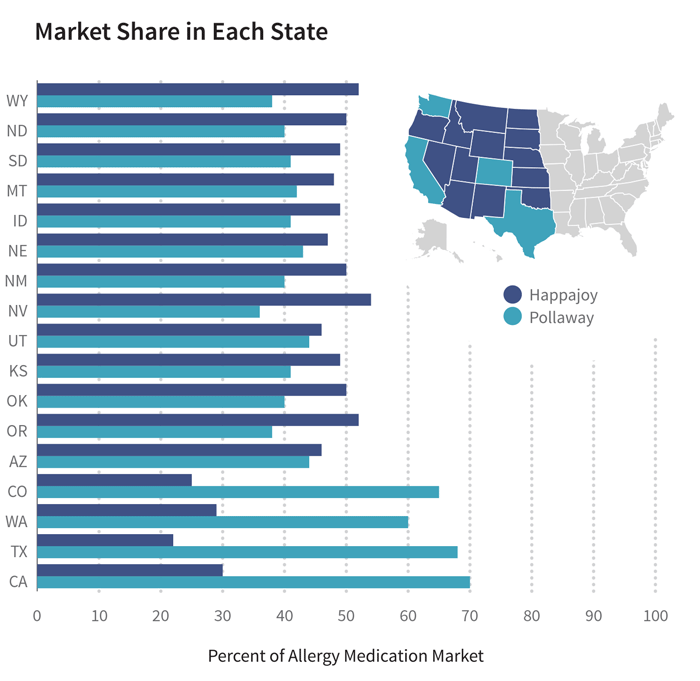 Market Share in Each State
WY
ND
SD
MT
ID
NE
NM
NV
UT
KS
OK
OR
AZ
CO
WA
TX
CA
Happajoy
Pollaway
0 10 20 30 40 50 60 70 80 90 100
Percent of Allergy Medication Market